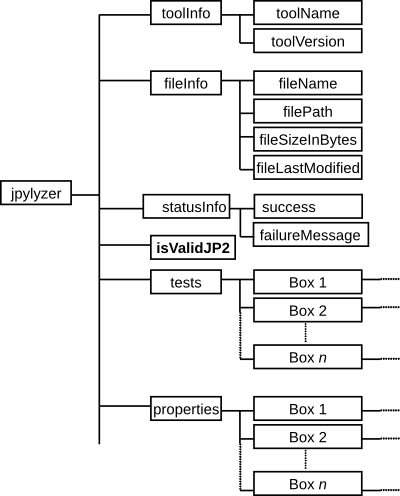 toolInfo
toolName
toolVersion
fileInfo
fileName
filePath
fileSizeInBytes
fileLastModified
jpylyzer
statusInfo
success
failureMessage
isValidJP2
tests
Box 1
Box 2
Box n
properties
Box 1
Box 2
Box n